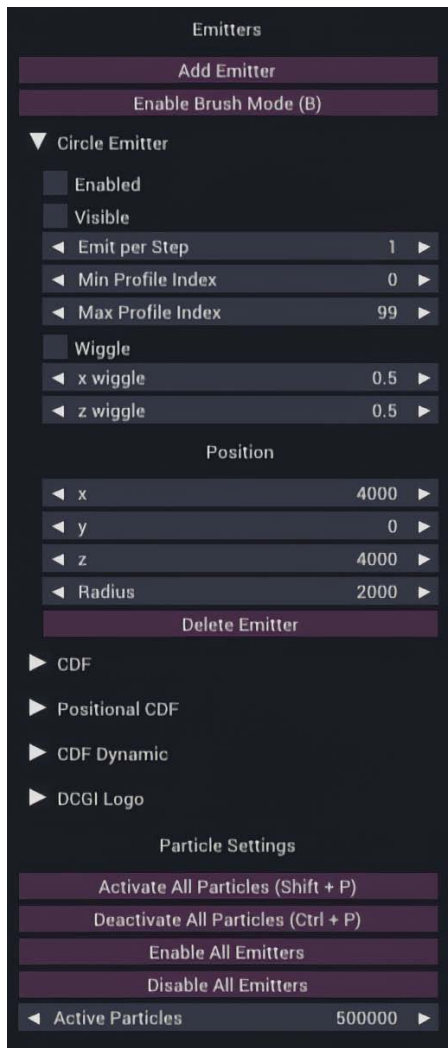 Emitters
Add Emitter
Enable Brush Mode (B)
Circle Emitter
Enabled
Visible
Emit per Step 1
Min Profile Index 0
Max Profile Index 99
Wiggle
x wiggle 0.5
z wiggle 0.5
Position
x 4000
y 0
z 4000
Radius 2000
Delete Emitter
CDF
Positional CDF
CDF Dynamic
DCGI Logo
Particle Settings
Activate All Particles (Shift + P)
Deactivate All Particles (Ctrl + P)
Enable All Emitters
Disable All Emitters
Active Particles 500000